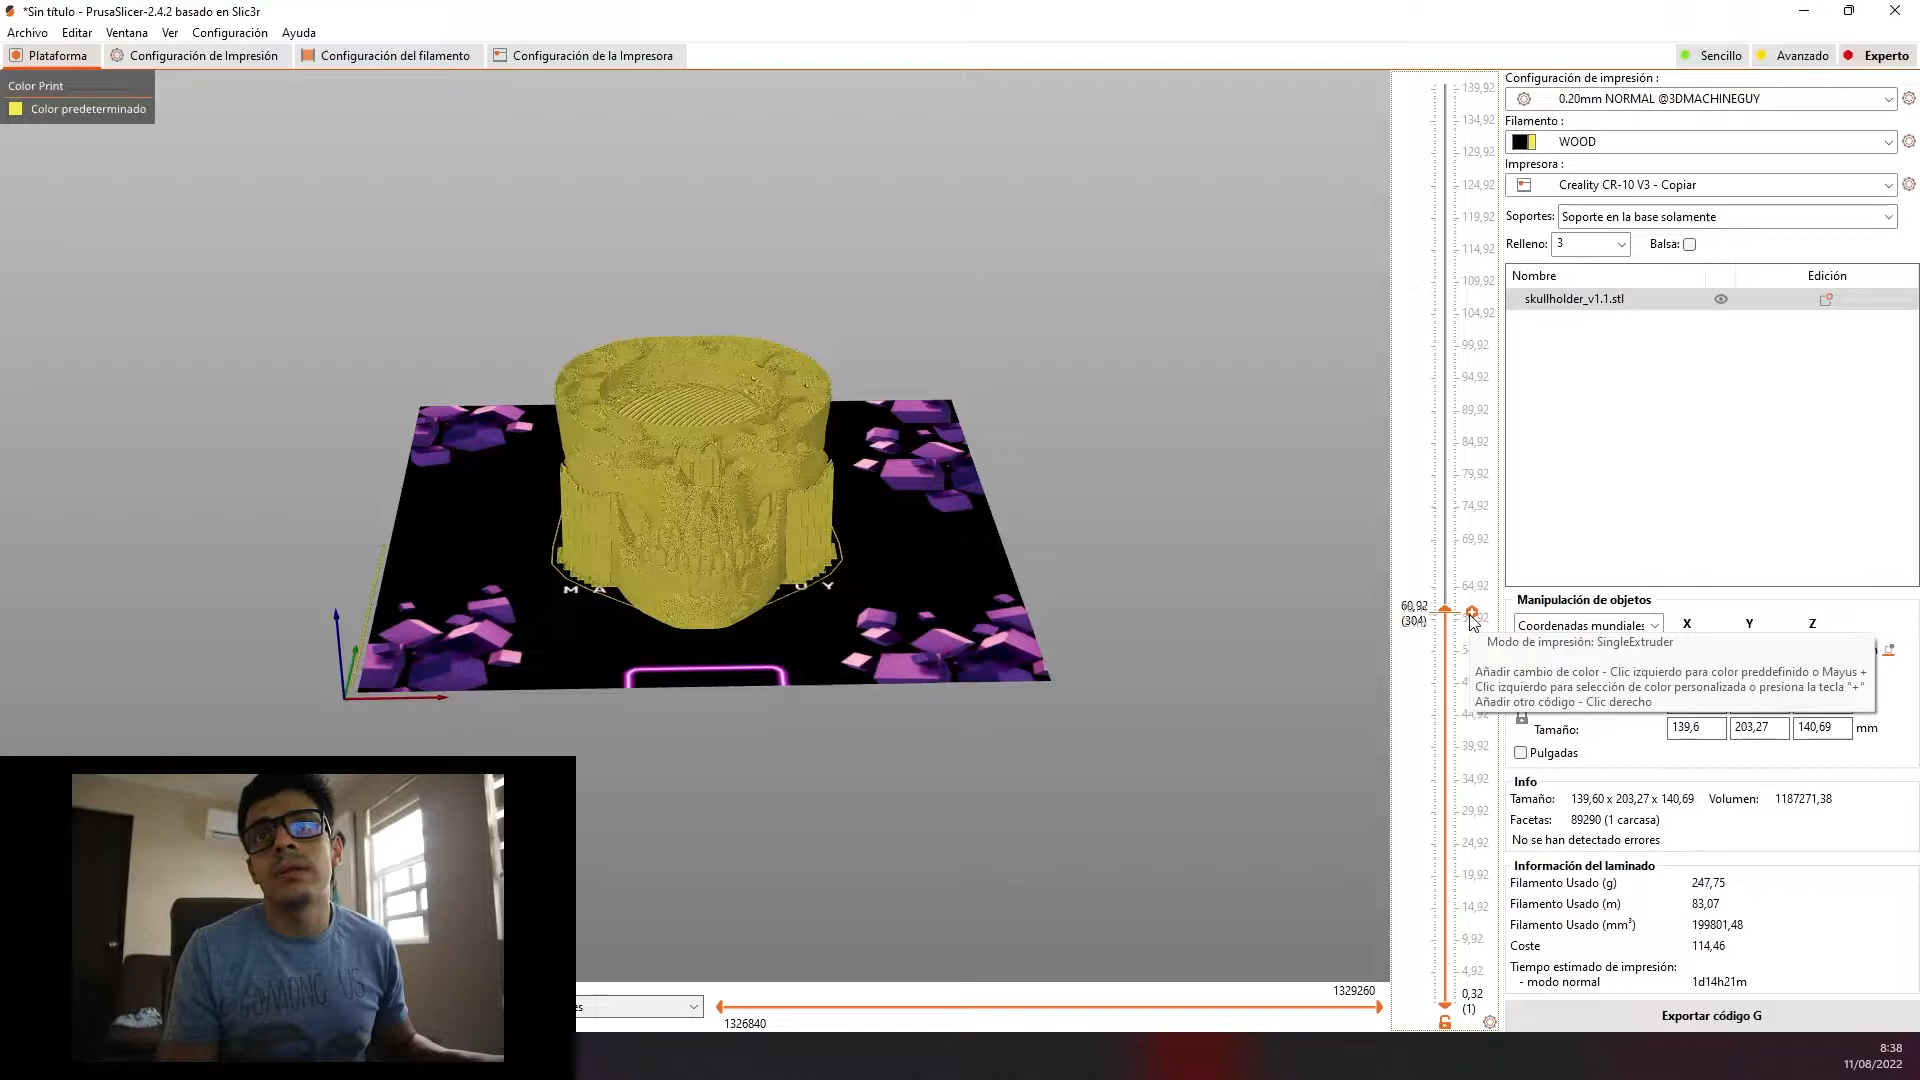 *Sin título - PrusaSlicer-2.4.2 basado en Slic3r
Archivo Editar Ventana Ver Configuración Ayuda
Plataforma Configuración de Impresión Configuración del filamento Configuración de la Impresora Sencillo Avanzado Experto
Color Print
Color predeterminado
139,92
134,92
129,92
124,92
119,92
114,92
109,92
104,92
99,92
94,92
89,92
84,92
79,92
74,92
69,92
64,92
60,92
(304)
44,92
39,92
34,92
29,92
24,92
19,92
14,92
9,92
4,92
0,32
(1)
Configuración de impresión :
0.20mm NORMAL @3DMACHINEGUY
Filamento :
WOOD
Impresora :
Creality CR-10 V3 - Copiar
Soportes: Soporte en la base solamente
Relleno: 3 Balsa:
Nombre Edición
skullholder_v1.1.stl
Manipulación de objetos
Coordenadas mundiales X Y Z
Modo de impresión: SingleExtruder
Añadir cambio de color - Clic izquierdo para color preddefinido o Mayus +
Clic izquierdo para selección de color personalizada o presiona la tecla "+"
Añadir otro código - Clic derecho
Tamaño: 139,6 203,27 140,69 mm
Pulgadas
Info
Tamaño: 139,60 x 203,27 x 140,69 Volumen: 1187271,38
Facetas: 89290 (1 carcasa)
No se han detectado errores
Información del laminado
Filamento Usado (g) 247,75
Filamento Usado (m) 83,07
Filamento Usado (mm³) 199801,48
Coste 114,46
Tiempo estimado de impresión:
- modo normal 1d14h21m
Exportar código G
M A U Y
es
1329260
1326840
8:38
11/08/2022